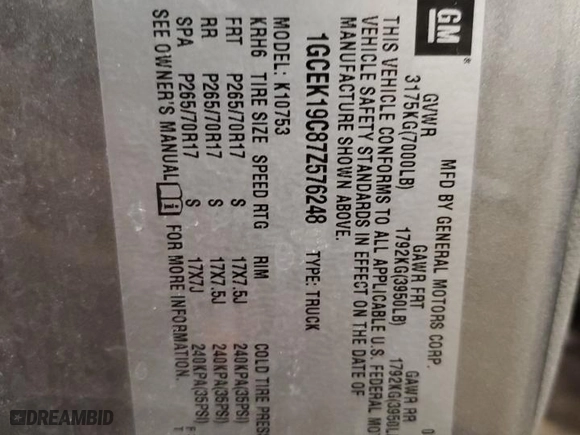 GM®
MFD BY GENERAL MOTORS CORP.
GVWR GAWR FRT GAWR RR
3175KG(7000LB) 1792KG(3950LB) 1792KG(3950L
THIS VEHICLE CONFORMS TO ALL APPLICABLE U.S. FEDERAL MO
VEHICLE SAFETY STANDARDS IN EFFECT ON THE DATE OF
MANUFACTURE SHOWN ABOVE.
1GCEK19C87Z576248 TYPE: TRUCK
MODEL: K10753
KRH6 TIRE SIZE SPEED RTG RIM COLD TIRE PRES
FRT P265/70R17 S 17X7.5J 240KPA(35PSI)
RR P265/70R17 S 17X7.5J 240KPA(35PSI)
SPA P265/70R17 S 17X7J 240KPA(35PSI)
SEE OWNER'S MANUAL i FOR MORE INFORMATION.
DREAMBID